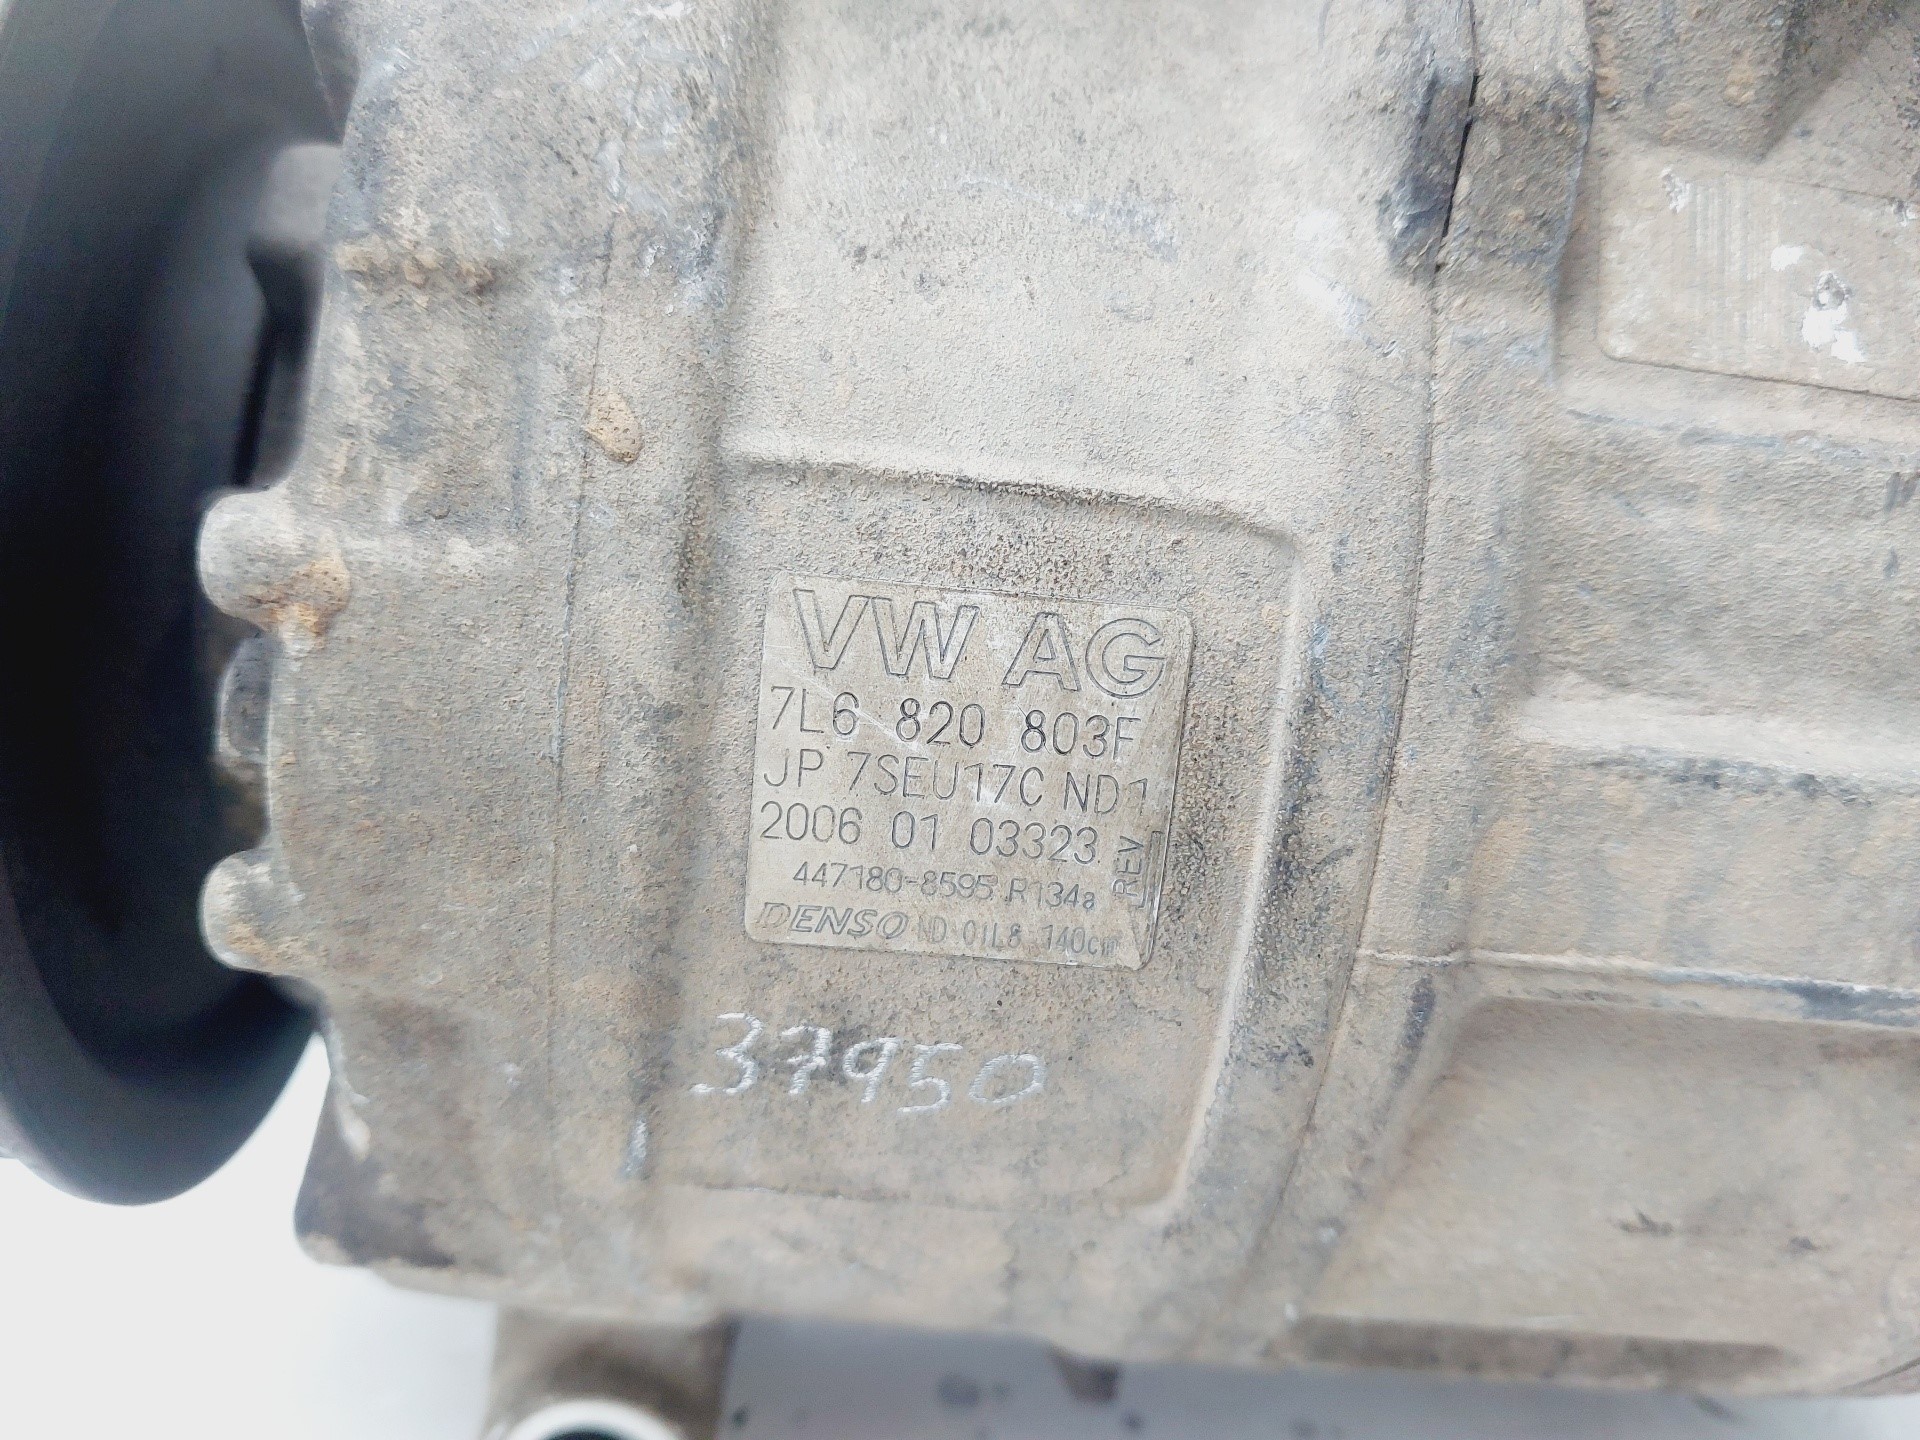 VW AG
7L6 820 803F
JP 7SEU17C ND1
2006 01 03323
REV
447180-8595 R134a
DENSO ND OIL8 140cm
37950